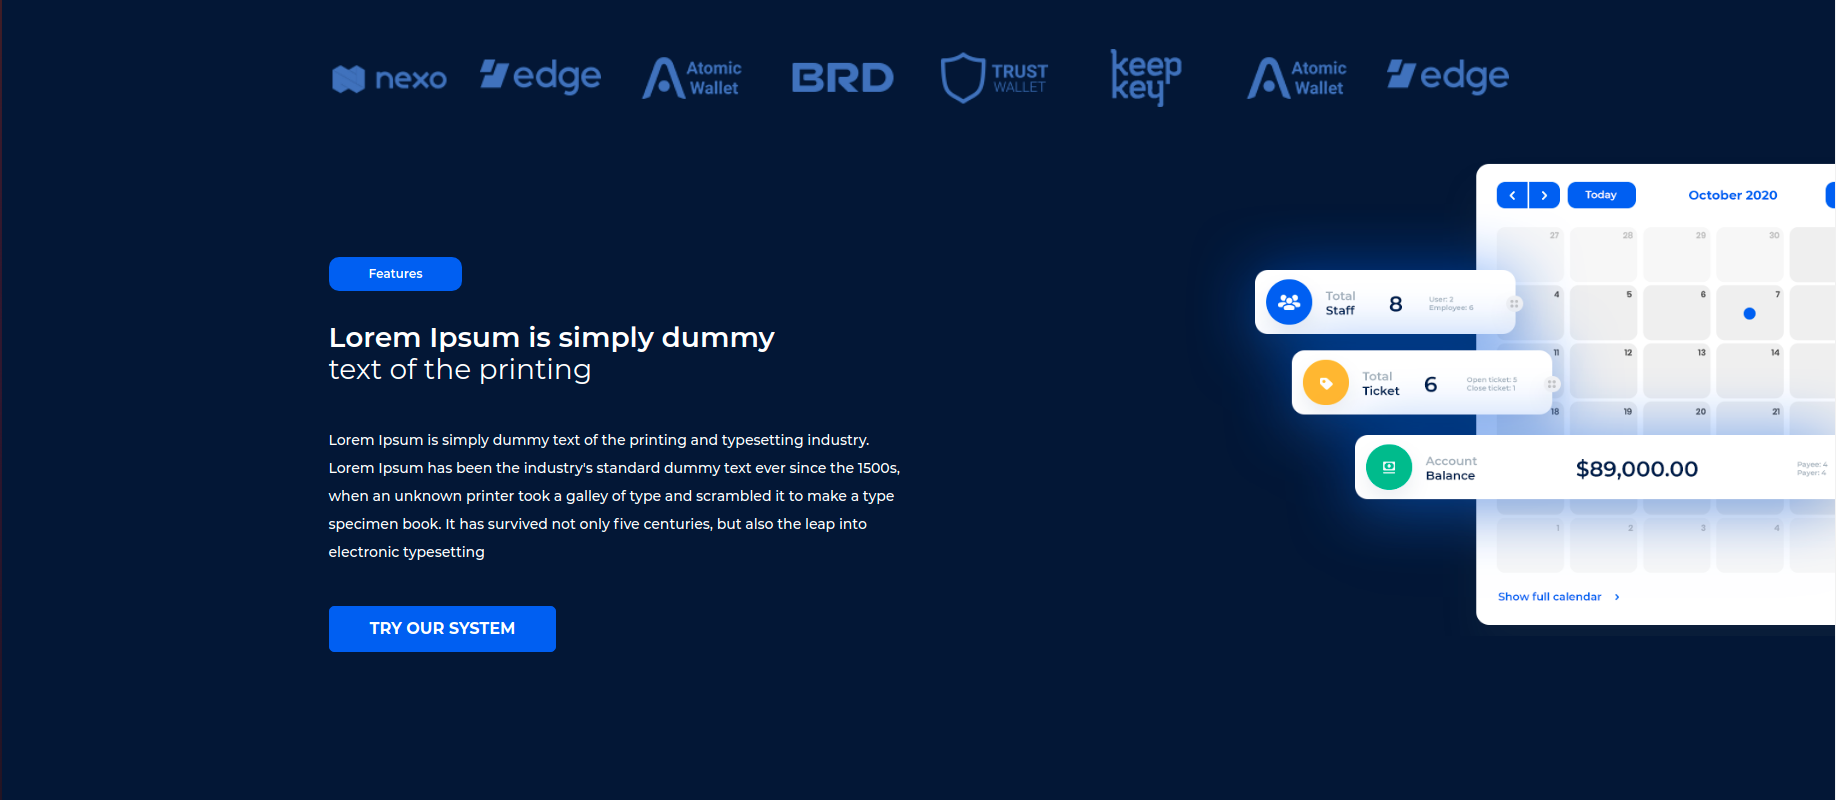 nexo edge Atomic Wallet BRD TRUST WALLET keep key Atomic Wallet edge
Features
Lorem Ipsum is simply dummy
text of the printing
Lorem Ipsum is simply dummy text of the printing and typesetting industry.
Lorem Ipsum has been the industry's standard dummy text ever since the 1500s,
when an unknown printer took a galley of type and scrambled it to make a type
specimen book. It has survived not only five centuries, but also the leap into
electronic typesetting
TRY OUR SYSTEM
Today October 2020
27 28 29 30
4 5 6 7
11 12 13 14
18 19 20 21
1 2 3 4
Show full calendar
Total
Staff
8
User: 2
Employee: 6
Total
Ticket
6
Open ticket: 5
Close ticket: 1
Account
Balance
$89,000.00
Payee: 4
Payer: 4